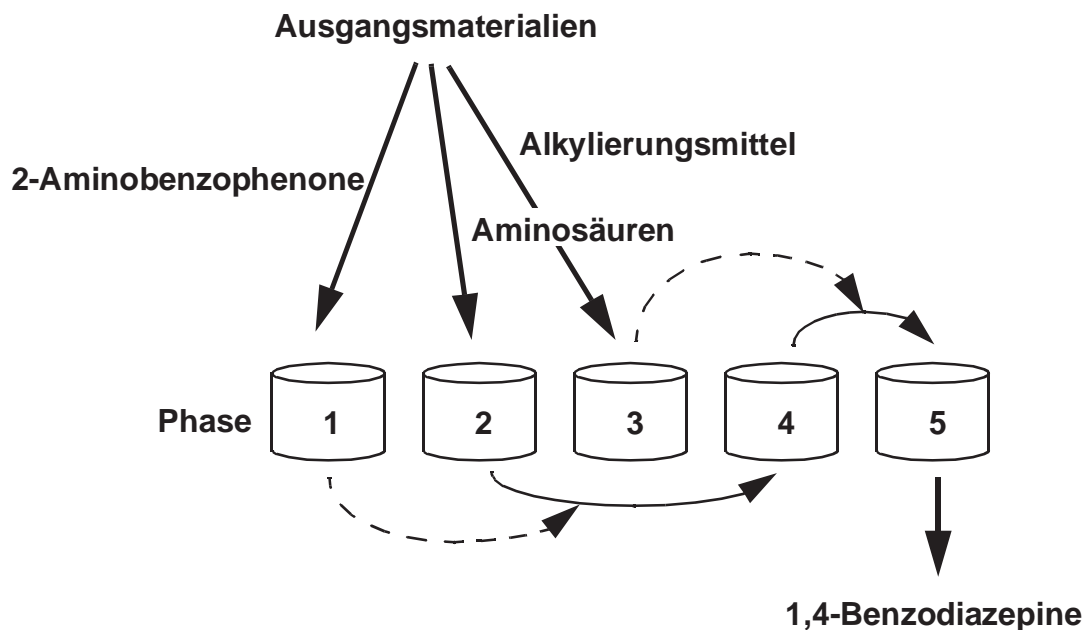 Ausgangsmaterialien
Alkylierungsmittel
2-Aminobenzophenone
Aminosäuren
Phase 1 2 3 4 5
1,4-Benzodiazepine